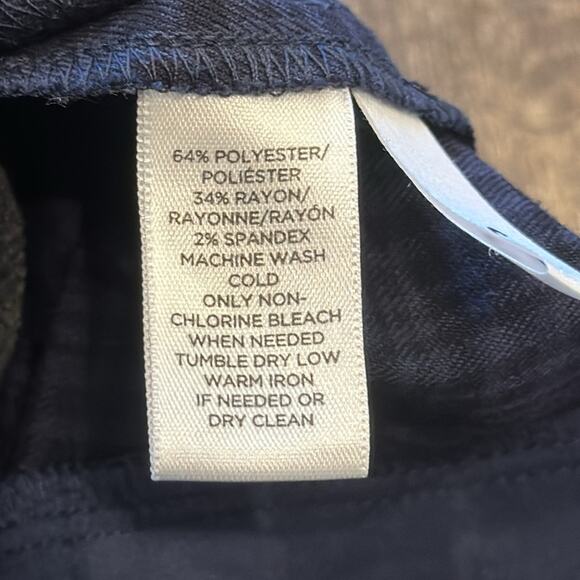 64% POLYESTER/
POLIÉSTER
34% RAYON/
RAYONNE/RAYÓN
2% SPANDEX
MACHINE WASH
COLD
ONLY NON-
CHLORINE BLEACH
WHEN NEEDED
TUMBLE DRY LOW
WARM IRON
IF NEEDED OR
DRY CLEAN